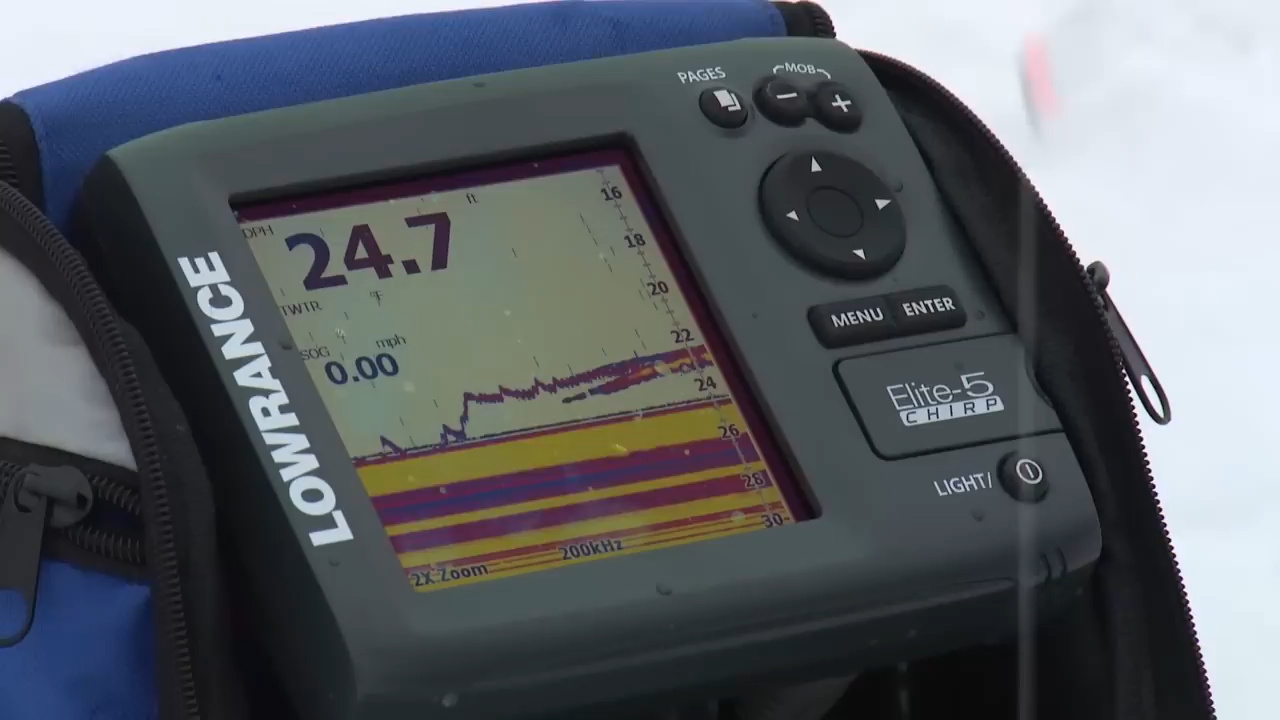 PAGES
MOB
LOWRANCE
DPH
ft
24.7
TWTR
°F
SOG
mph
0.00
16
18
20
22
24
26
28
30
2X Zoom
200kHz
MENU
ENTER
Elite-5
CHIRP
LIGHT/